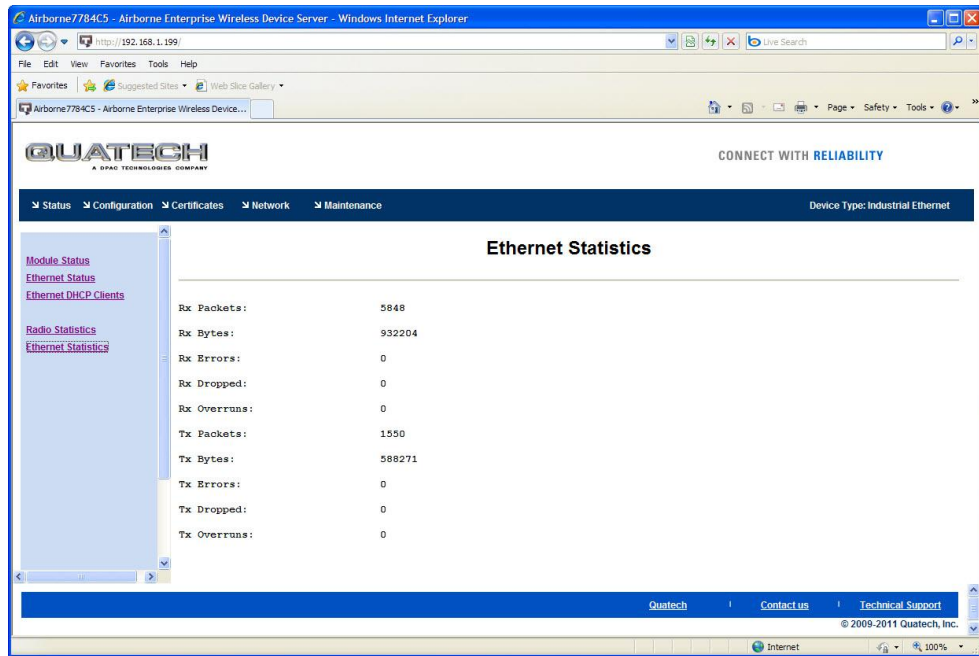 Airborne7784C5 - Airborne Enterprise Wireless Device Server - Windows Internet Explorer
http://192.168.1.199/
Live Search
File Edit View Favorites Tools Help
Favorites Suggested Sites Web Slice Gallery
Airborne7784C5 - Airborne Enterprise Wireless Device...
Page Safety Tools
QUATECH
A DPAC TECHNOLOGIES COMPANY
CONNECT WITH RELIABILITY
Status Configuration Certificates Network Maintenance Device Type: Industrial Ethernet
Module Status
Ethernet Status
Ethernet DHCP Clients
Radio Statistics
Ethernet Statistics
Ethernet Statistics
Rx Packets: 5848
Rx Bytes: 932204
Rx Errors: 0
Rx Dropped: 0
Rx Overruns: 0
Tx Packets: 1550
Tx Bytes: 588271
Tx Errors: 0
Tx Dropped: 0
Tx Overruns: 0
Quatech | Contact us | Technical Support
© 2009-2011 Quatech, Inc.
Internet 100%